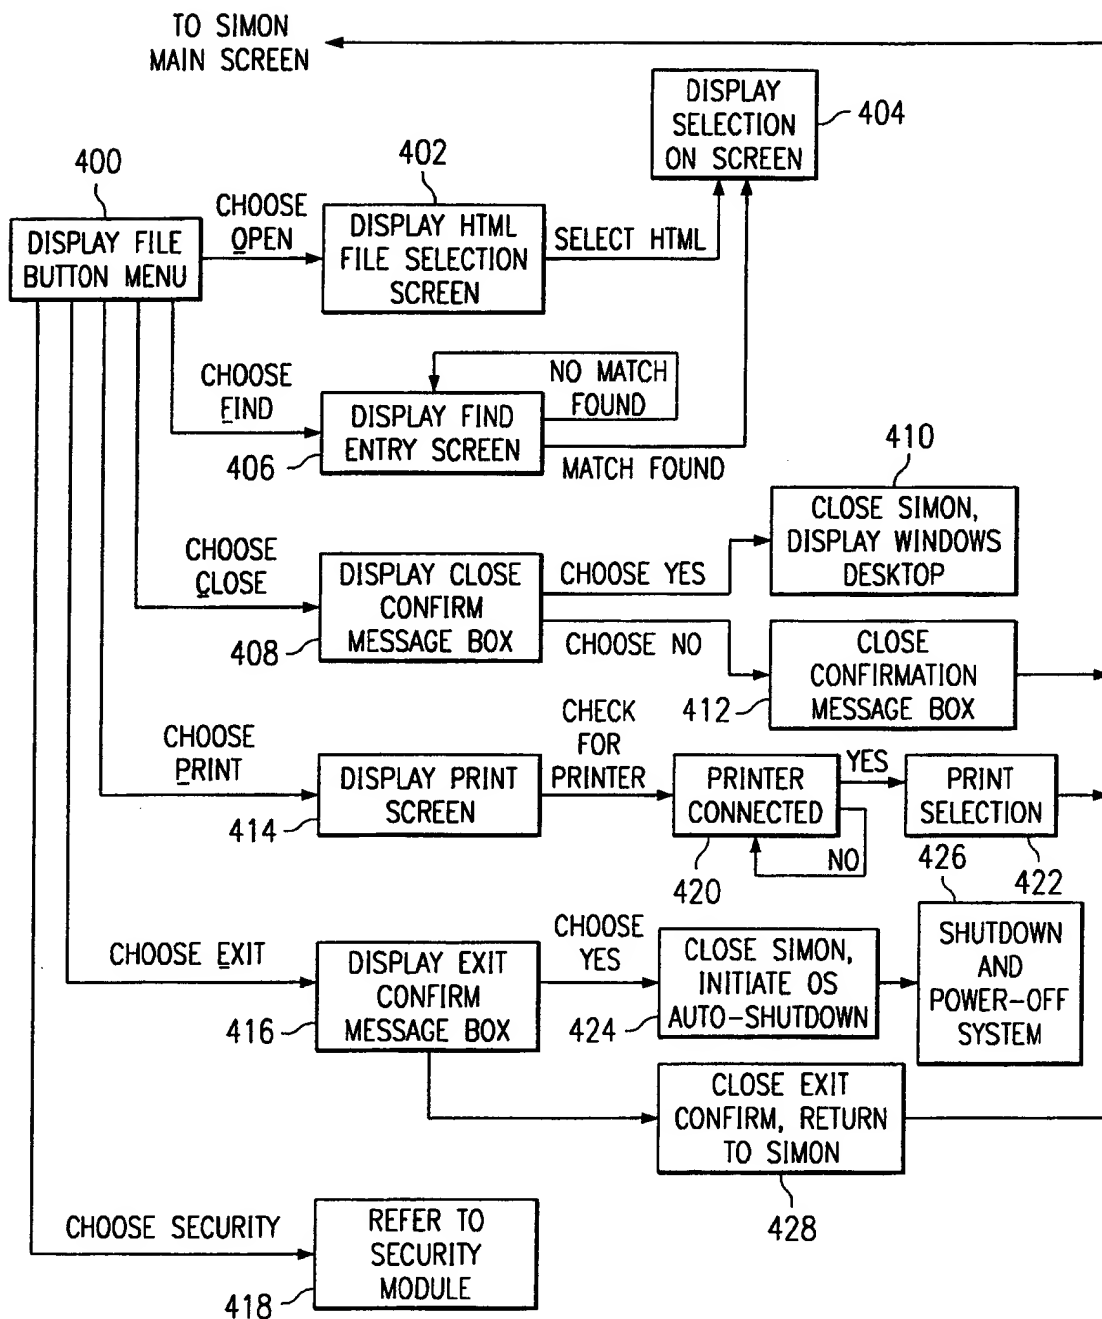 TO SIMON
MAIN SCREEN
DISPLAY
SELECTION
ON SCREEN
404
400
402
CHOOSE
OPEN
DISPLAY FILE
BUTTON MENU
DISPLAY HTML
FILE SELECTION
SCREEN
SELECT HTML
CHOOSE
FIND
NO MATCH
FOUND
DISPLAY FIND
ENTRY SCREEN
406
MATCH FOUND
410
CLOSE SIMON,
DISPLAY WINDOWS
DESKTOP
CHOOSE
CLOSE
DISPLAY CLOSE
CONFIRM
MESSAGE BOX
408
CHOOSE YES
CHOOSE NO
CLOSE
CONFIRMATION
MESSAGE BOX
412
CHOOSE
PRINT
DISPLAY PRINT
SCREEN
414
CHECK
FOR
PRINTER
PRINTER
CONNECTED
420
YES
NO
PRINT
SELECTION
422
426
CHOOSE EXIT
DISPLAY EXIT
CONFIRM
MESSAGE BOX
416
CHOOSE
YES
CLOSE SIMON,
INITIATE OS
AUTO-SHUTDOWN
424
SHUTDOWN
AND
POWER-OFF
SYSTEM
CLOSE EXIT
CONFIRM, RETURN
TO SIMON
428
CHOOSE SECURITY
REFER TO
SECURITY
MODULE
418